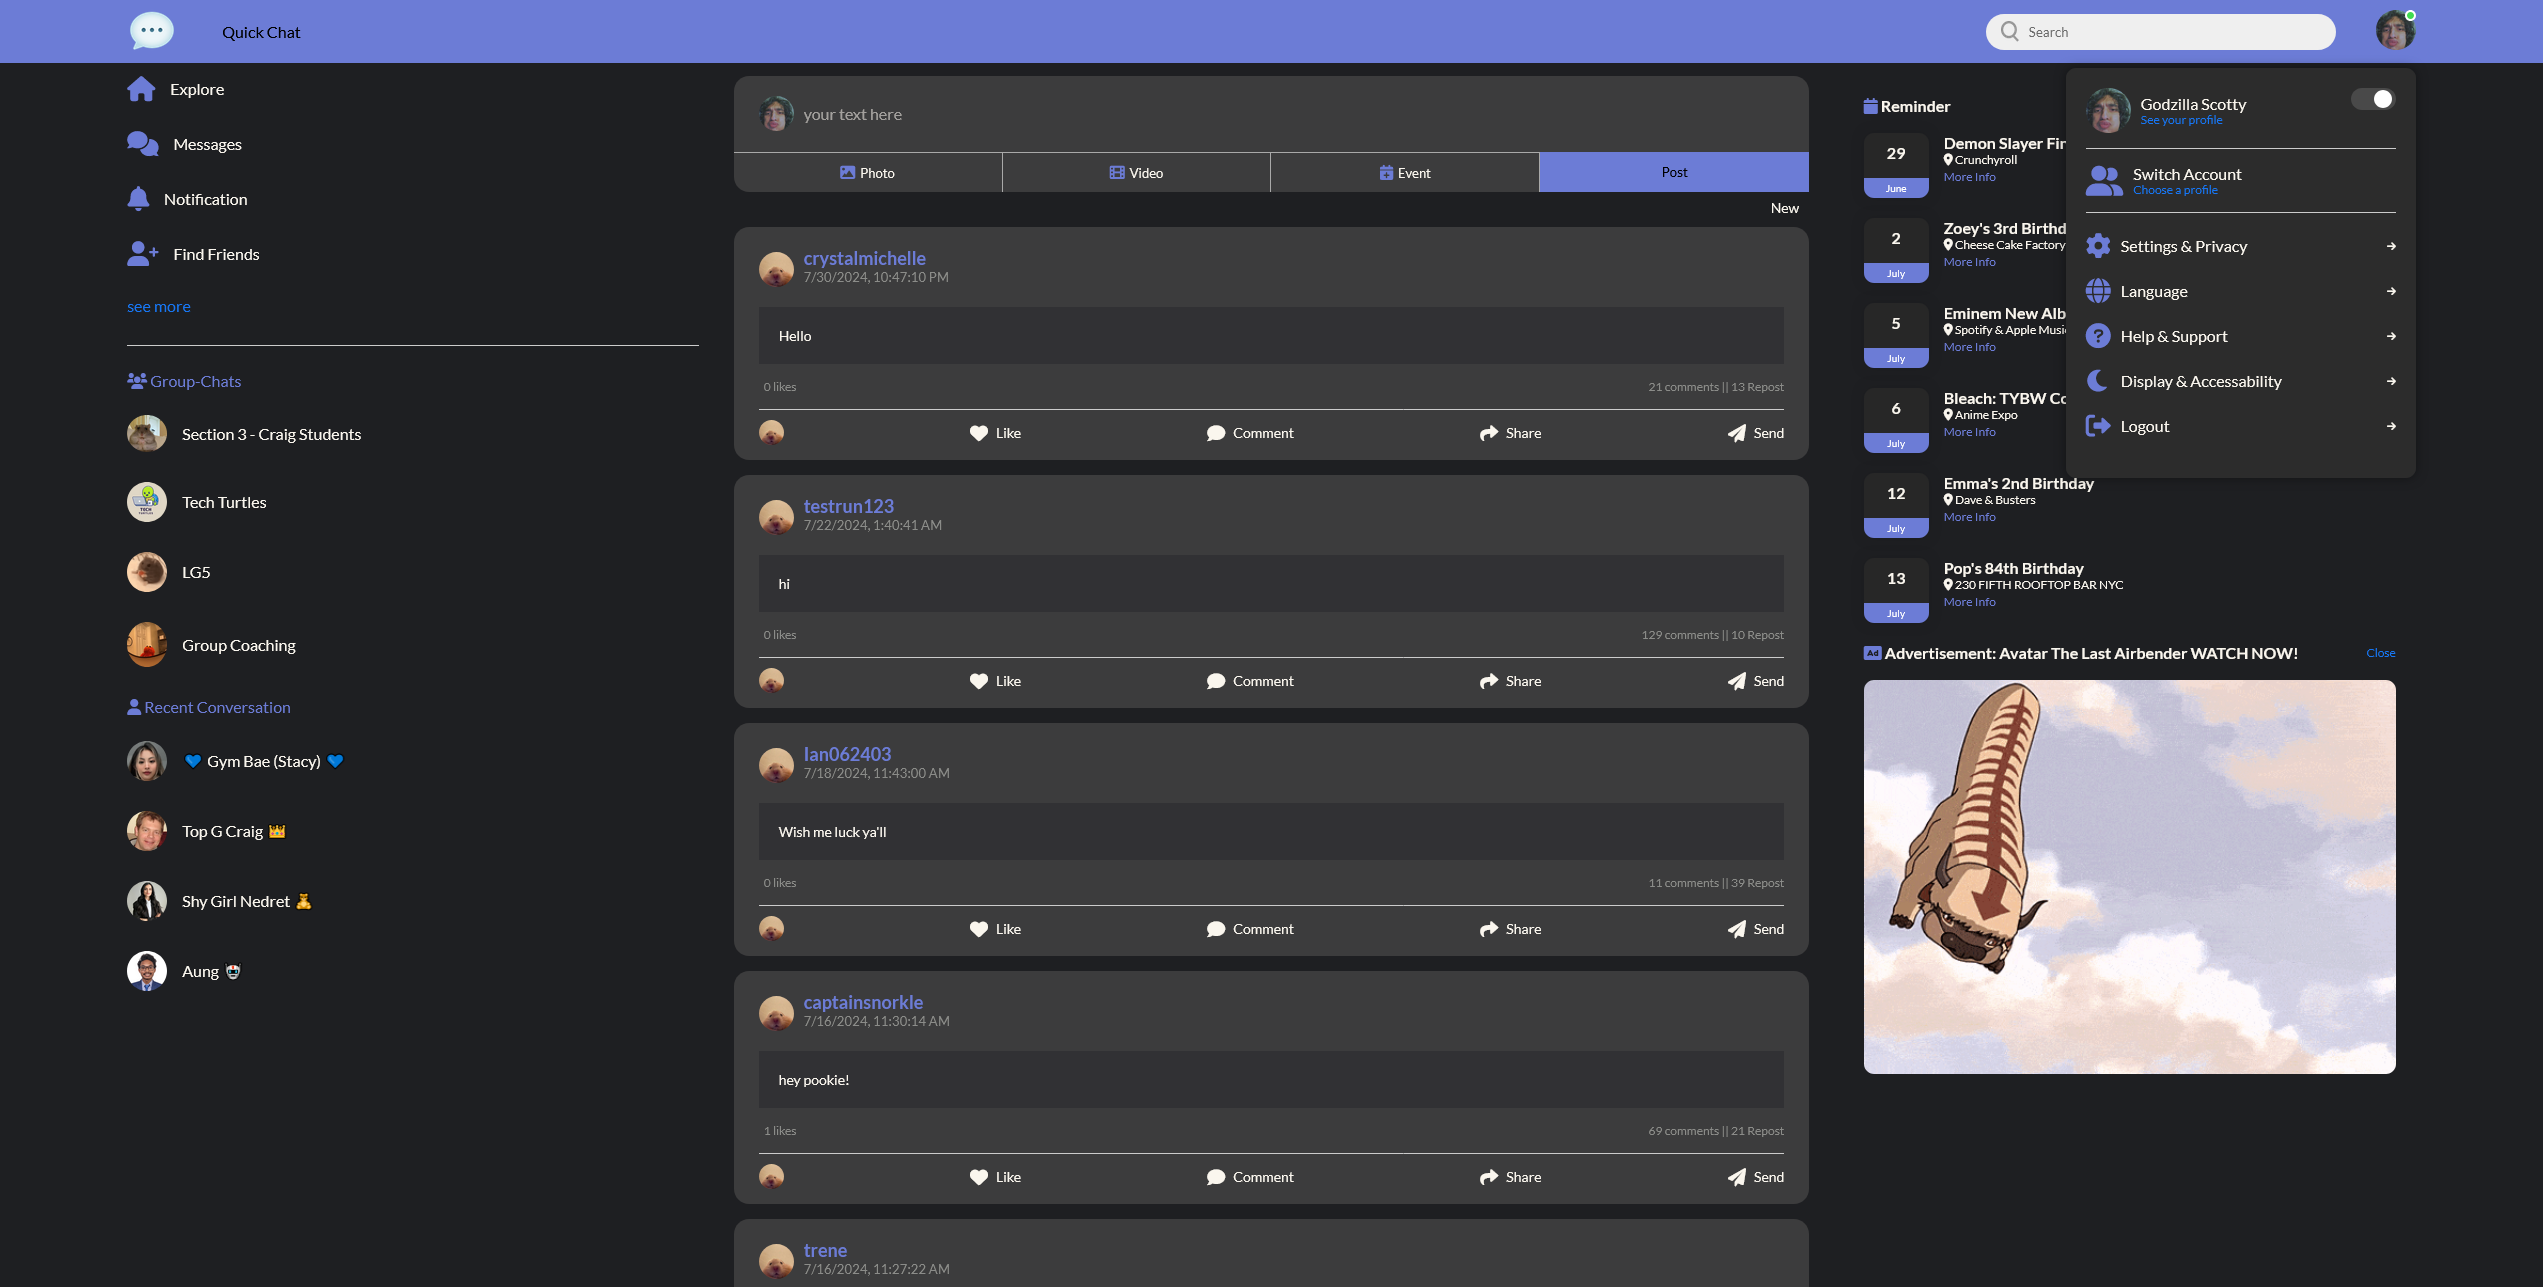 Quick Chat
Search
Explore
Messages
Notification
Find Friends
see more
Group-Chats
Section 3 - Craig Students
Tech Turtles
LG5
Group Coaching
Recent Conversation
💙 Gym Bae (Stacy) 💙
Top G Craig 👑
Shy Girl Nedret 🧸
Aung
your text here
Photo
Video
Event
Post
New
crystalmichelle
7/30/2024, 10:47:10 PM
Hello
0 likes
21 comments || 13 Repost
Like
Comment
Share
Send
testrun123
7/22/2024, 1:40:41 AM
hi
0 likes
129 comments || 10 Repost
Like
Comment
Share
Send
Ian062403
7/18/2024, 11:43:00 AM
Wish me luck ya'll
0 likes
11 comments || 39 Repost
Like
Comment
Share
Send
captainsnorkle
7/16/2024, 11:30:14 AM
hey pookie!
1 likes
69 comments || 21 Repost
Like
Comment
Share
Send
trene
7/16/2024, 11:27:22 AM
Reminder
29
June
Demon Slayer Fin
Crunchyroll
More Info
2
July
Zoey's 3rd Birthd
Cheese Cake Factory
More Info
5
July
Eminem New Alb
Spotify & Apple Music
More Info
6
July
Bleach: TYBW Co
Anime Expo
More Info
12
July
Emma's 2nd Birthday
Dave & Busters
More Info
13
July
Pop's 84th Birthday
230 FIFTH ROOFTOP BAR NYC
More Info
Ad
Advertisement: Avatar The Last Airbender WATCH NOW!
Close
Godzilla Scotty
See your profile
Switch Account
Choose a profile
Settings & Privacy
Language
Help & Support
Display & Accessability
Logout